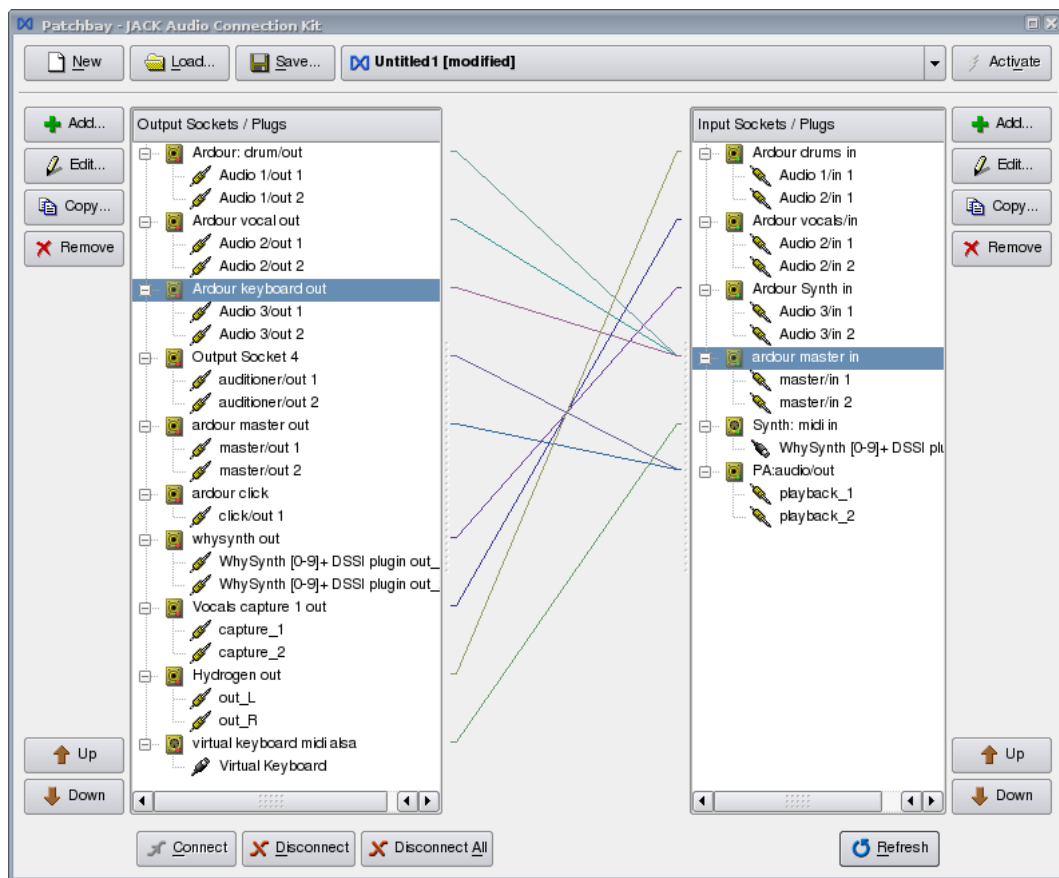 Patchbay - JACK Audio Connection Kit
New
Load...
Save...
Untitled1 [modified]
Activate
Add...
Edit...
Copy...
Remove
Up
Down
Output Sockets / Plugs
Ardour: drum/out
Audio 1/out 1
Audio 1/out 2
Ardour vocal out
Audio 2/out 1
Audio 2/out 2
Ardour keyboard out
Audio 3/out 1
Audio 3/out 2
Output Socket 4
auditioner/out 1
auditioner/out 2
ardour master out
master/out 1
master/out 2
ardour click
click/out 1
whysynth out
WhySynth [0-9]+ DSSI plugin out_
WhySynth [0-9]+ DSSI plugin out_
Vocals capture 1 out
capture_1
capture_2
Hydrogen out
out_L
out_R
virtual keyboard midi alsa
Virtual Keyboard
Input Sockets / Plugs
Ardour drums in
Audio 1/in 1
Audio 2/in 1
Ardour vocals/in
Audio 2/in 1
Audio 2/in 2
Ardour Synth in
Audio 3/in 1
Audio 3/in 2
ardour master in
master/in 1
master/in 2
Synth: midi in
WhySynth [0-9]+ DSSI plu
PA:audio/out
playback_1
playback_2
Add...
Edit...
Copy...
Remove
Up
Down
Connect
Disconnect
Disconnect All
Refresh